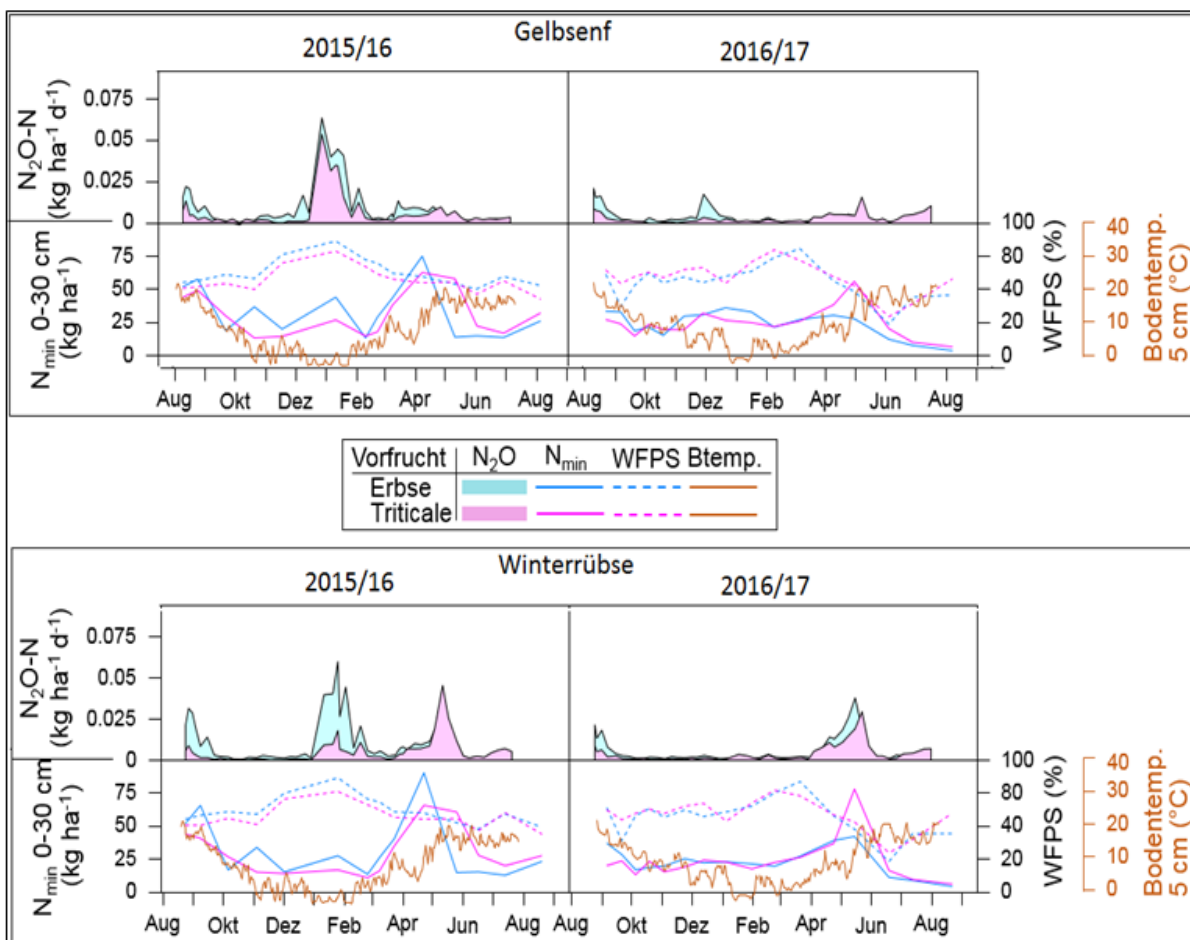 Gelbsenf
2015/16
2016/17
N₂O-N
(kg ha⁻¹ d⁻¹)
0.075
0.05
0.025
0
Nmin 0-30 cm
(kg ha⁻¹)
75
50
25
0
100
80
60
40
20
0
WFPS (%)
40
30
20
10
0
Bodentemp.
5 cm (°C)
Aug Okt Dez Feb Apr Jun Aug
Aug Okt Dez Feb Apr Jun Aug
Vorfrucht N₂O Nmin WFPS Btemp.
Erbse
Triticale
Winterrübse
2015/16
2016/17
N₂O-N
(kg ha⁻¹ d⁻¹)
0.075
0.05
0.025
0
Nmin 0-30 cm
(kg ha⁻¹)
75
50
25
0
100
80
60
40
20
0
WFPS (%)
40
30
20
10
0
Bodentemp.
5 cm (°C)
Aug Okt Dez Feb Apr Jun Aug
Aug Okt Dez Feb Apr Jun Aug